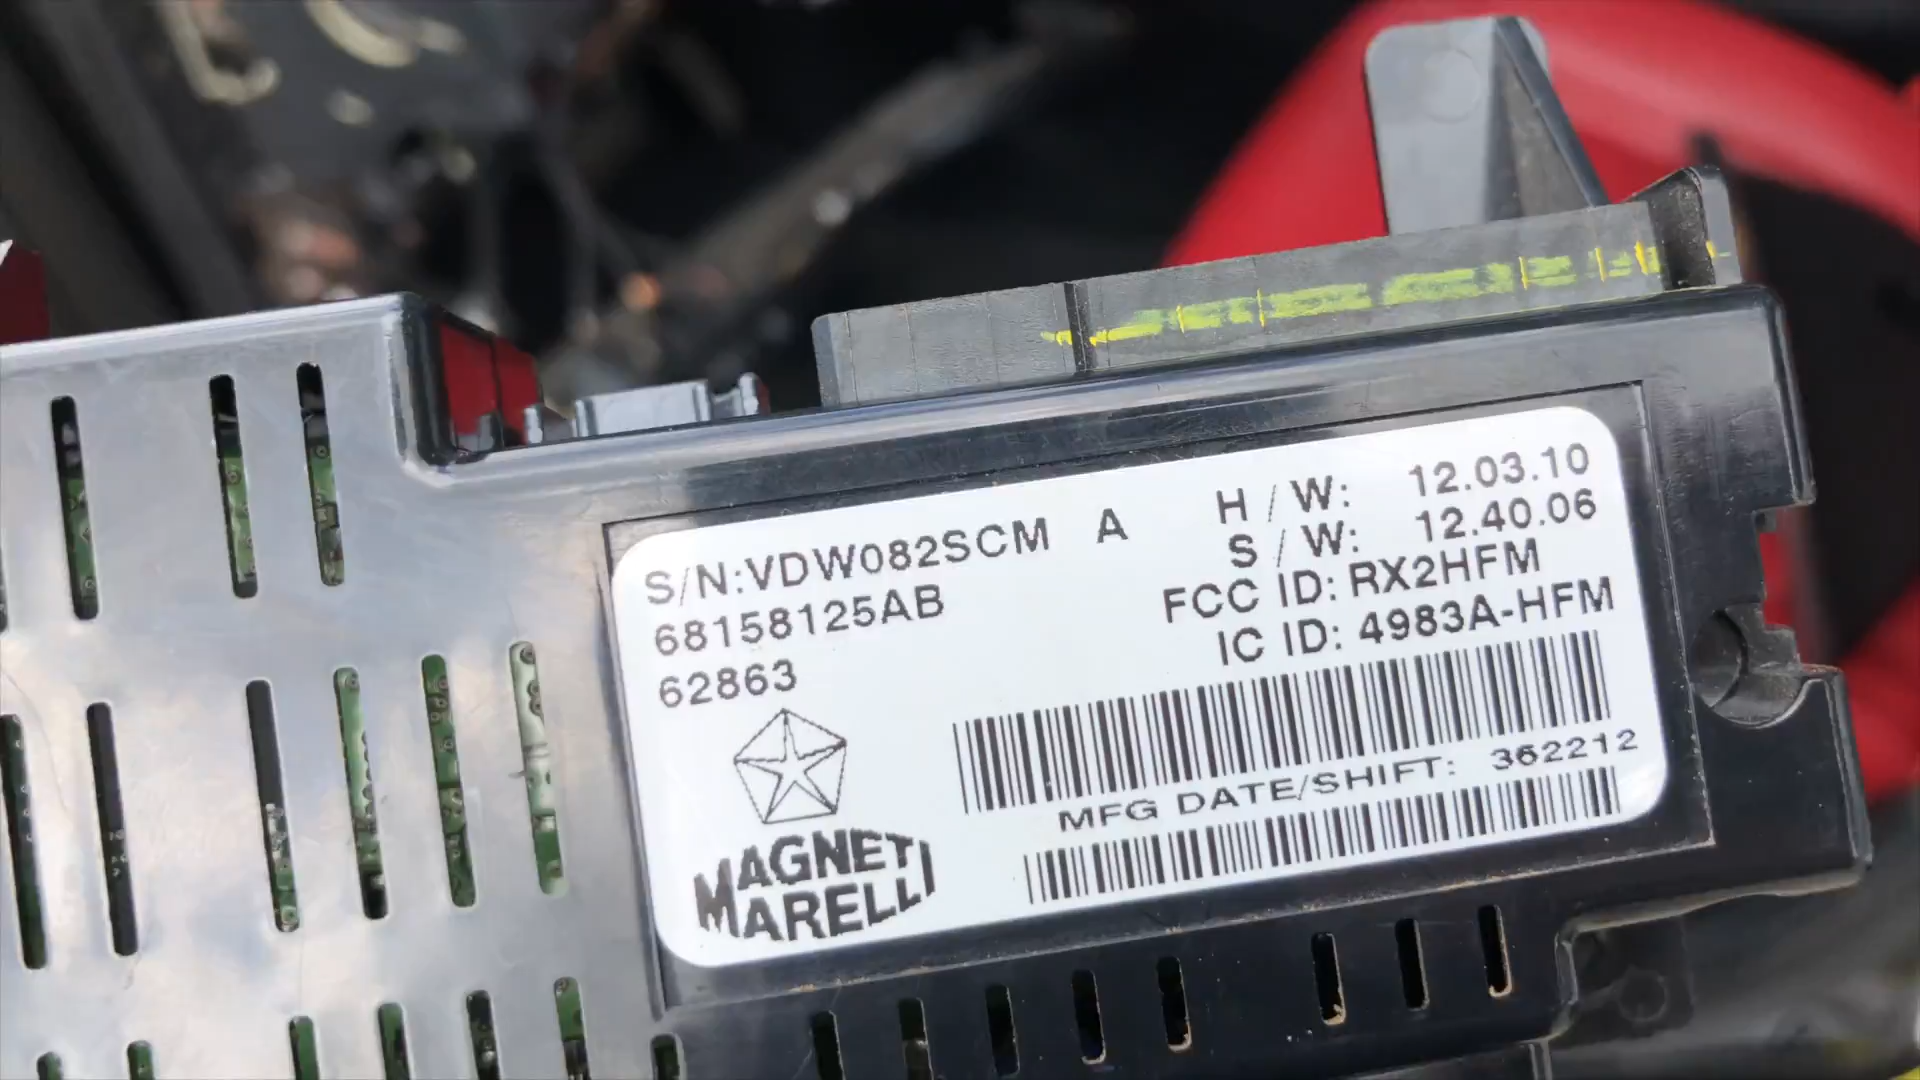 S/N:VDW082SCM A
68158125AB
62863
H/W: 12.03.10
S/W: 12.40.06
FCC ID: RX2HFM
IC ID: 4983A-HFM
MFG DATE/SHIFT: 362212
MAGNETI
MARELLI